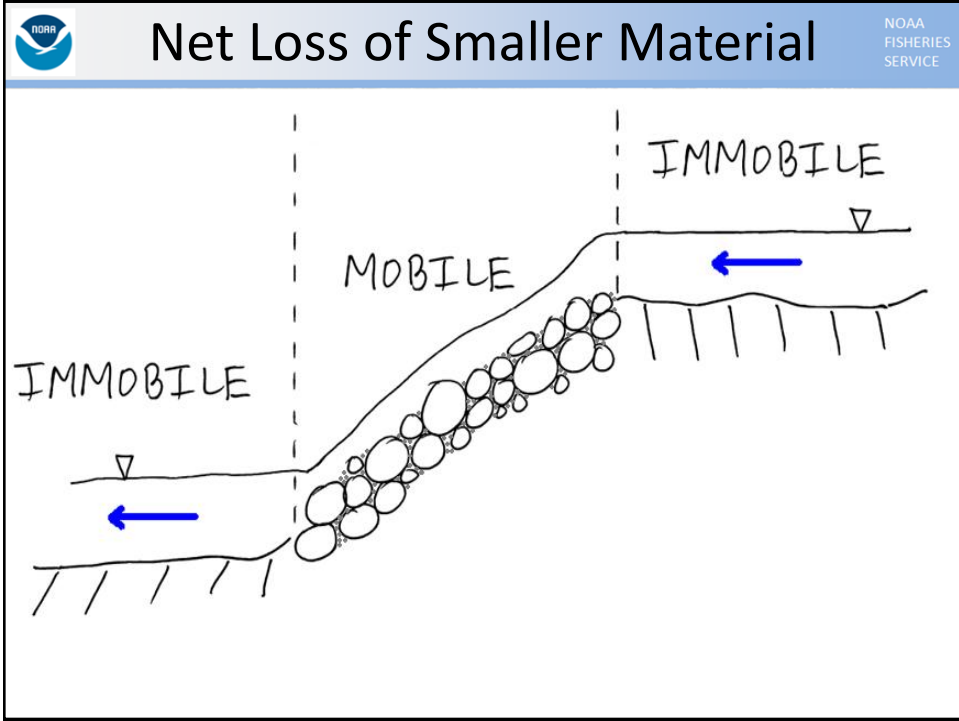 NOAA
Net Loss of Smaller Material
NOAA
FISHERIES
SERVICE
IMMOBILE
MOBILE
IMMOBILE